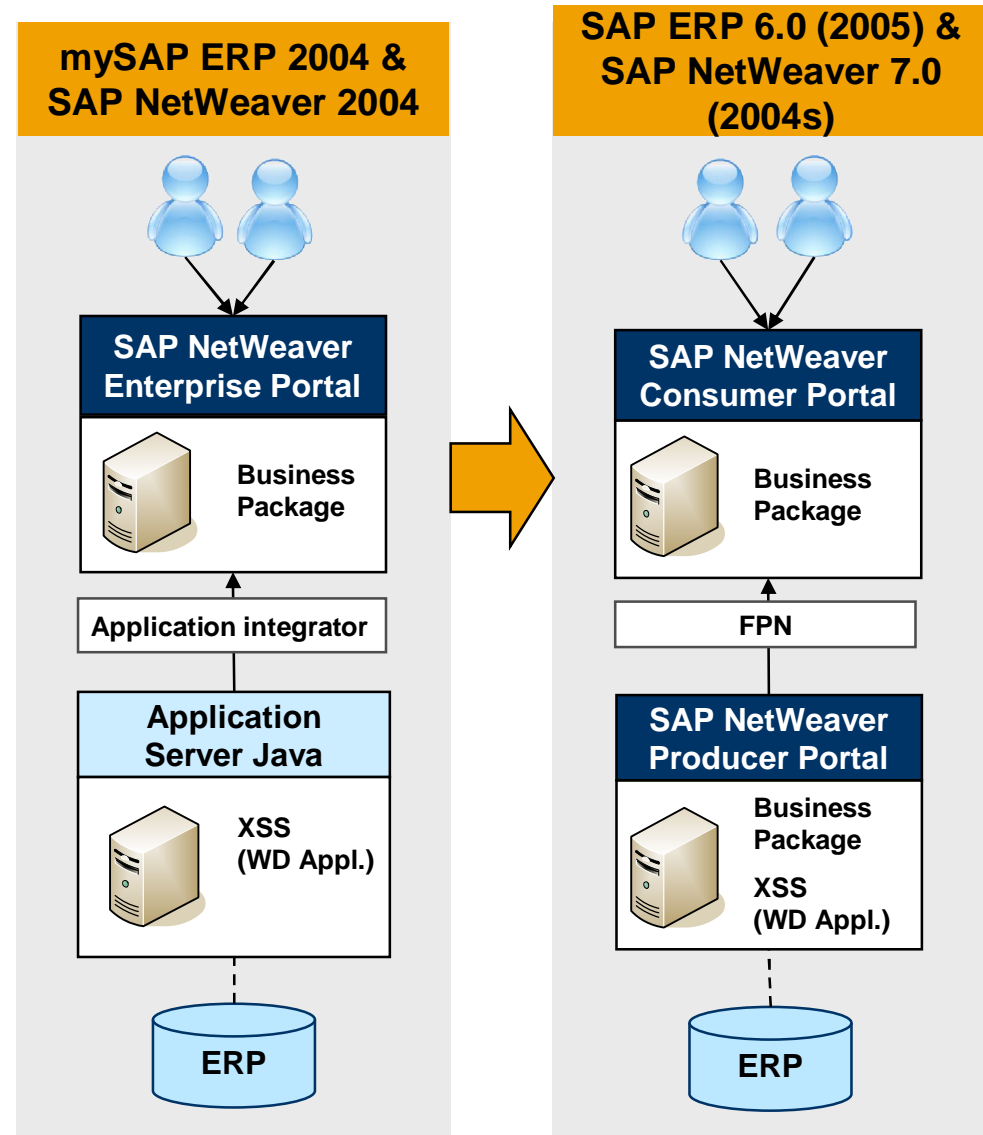 mySAP ERP 2004 &
SAP NetWeaver 2004
SAP NetWeaver
Enterprise Portal
Business
Package
Application integrator
Application
Server Java
XSS
(WD Appl.)
ERP
SAP ERP 6.0 (2005) &
SAP NetWeaver 7.0
(2004s)
SAP NetWeaver
Consumer Portal
Business
Package
FPN
SAP NetWeaver
Producer Portal
Business
Package
XSS
(WD Appl.)
ERP